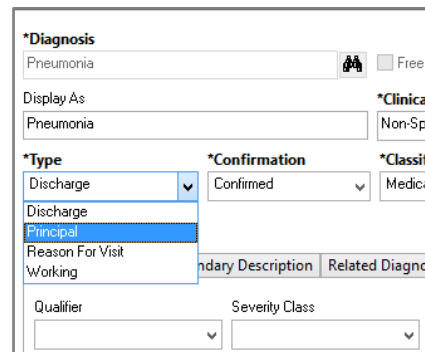 *Diagnosis
Pneumonia Free
Display As *Clinica
Pneumonia Non-Sp
*Type *Confirmation *Classif
Discharge Confirmed Medica
Discharge
Principal
Reason For Visit
Working ndary Description Related Diagno
Qualifier Severity Class